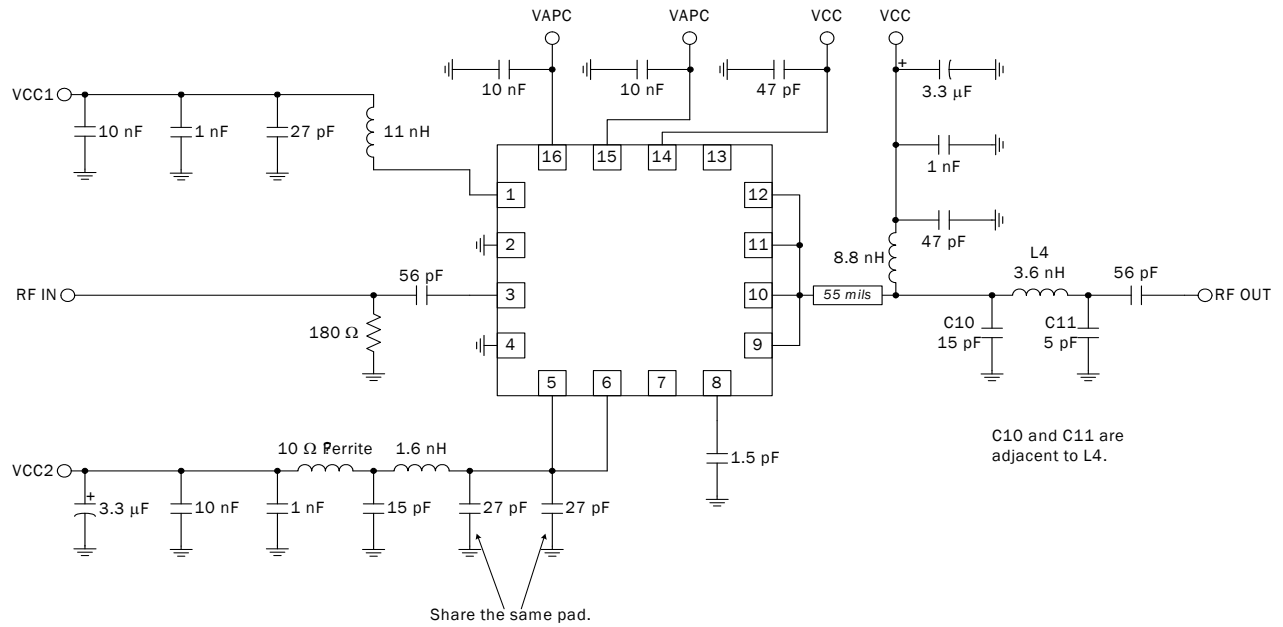 VAPC
VAPC
VCC
VCC
10 nF
10 nF
47 pF
+
3.3 μF
VCC1
10 nF
1 nF
27 pF
11 nH
1 nF
16
15
14
13
1
12
2
11
47 pF
8.8 nH
L4
3.6 nH
56 pF
56 pF
RF IN
3
10
55 mils
RF OUT
180 Ω
4
9
C10
15 pF
C11
5 pF
5
6
7
8
C10 and C11 are
adjacent to L4.
10 Ω Ferrite
1.6 nH
1.5 pF
VCC2
+
3.3 μF
10 nF
1 nF
15 pF
27 pF
27 pF
Share the same pad.